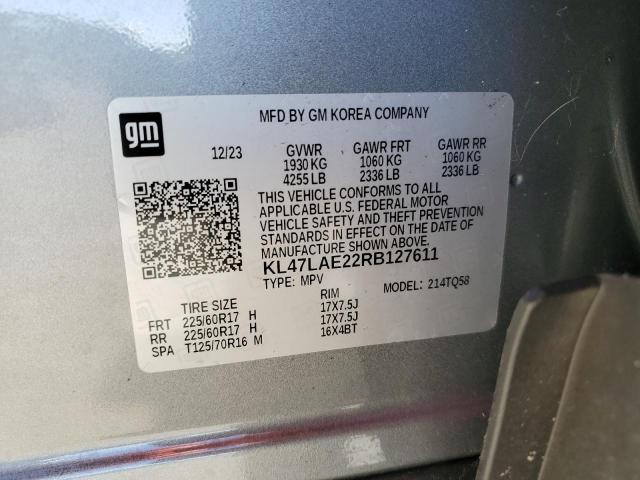 gm
MFD BY GM KOREA COMPANY
12/23 GVWR GAWR FRT GAWR RR
1930 KG 1060 KG 1060 KG
4255 LB 2336 LB 2336 LB
THIS VEHICLE CONFORMS TO ALL
APPLICABLE U.S. FEDERAL MOTOR
VEHICLE SAFETY AND THEFT PREVENTION
STANDARDS IN EFFECT ON THE DATE OF
MANUFACTURE SHOWN ABOVE.
KL47LAE22RB127611
TYPE: MPV MODEL: 214TQ58
TIRE SIZE RIM
FRT 225/60R17 H 17X7.5J
RR 225/60R17 H 17X7.5J
SPA T125/70R16 M 16X4BT